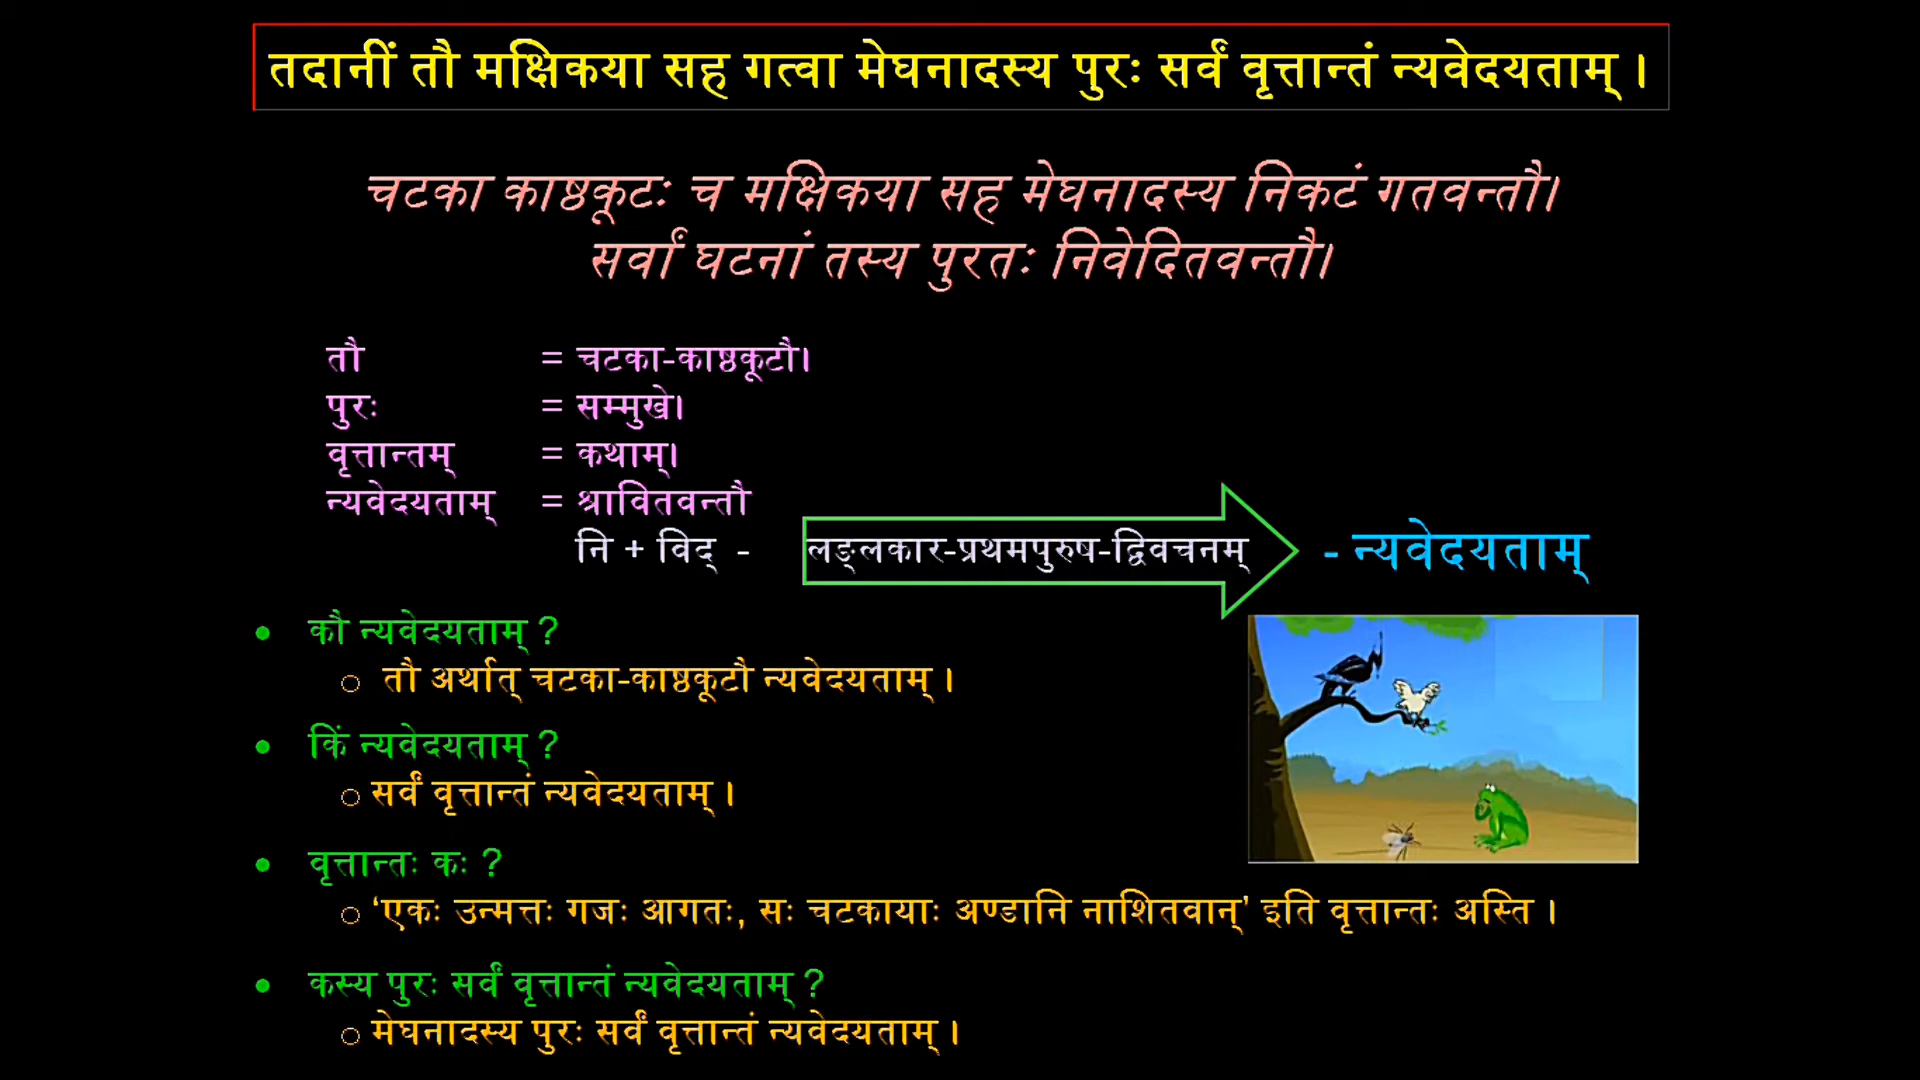 तदानीं तौ मक्षिकया सह गत्वा मेघनादस्य पुरः सर्वं वृत्तान्तं न्यवेदयताम् ।
चटका काष्ठकूटः च मक्षिकया सह मेघनादस्य निकटं गतवन्तौ।
सर्वां घटनां तस्य पुरतः निवेदितवन्तौ।
तौ = चटका-काष्ठकूटौ।
पुरः = सम्मुखे।
वृत्तान्तम् = कथाम्।
न्यवेदयताम् = श्रावितवन्तौ
नि + विद् - लङ्लकार-प्रथमपुरुष-द्विवचनम् - न्यवेदयताम्
• कौ न्यवेदयताम् ?
○ तौ अर्थात् चटका-काष्ठकूटौ न्यवेदयताम् ।
• किं न्यवेदयताम् ?
○ सर्वं वृत्तान्तं न्यवेदयताम् ।
• वृत्तान्तः कः ?
○ ‘एकः उन्मत्तः गजः आगतः, सः चटकायाः अण्डानि नाशितवान्’ इति वृत्तान्तः अस्ति ।
• कस्य पुरः सर्वं वृत्तान्तं न्यवेदयताम् ?
○ मेघनादस्य पुरः सर्वं वृत्तान्तं न्यवेदयताम् ।